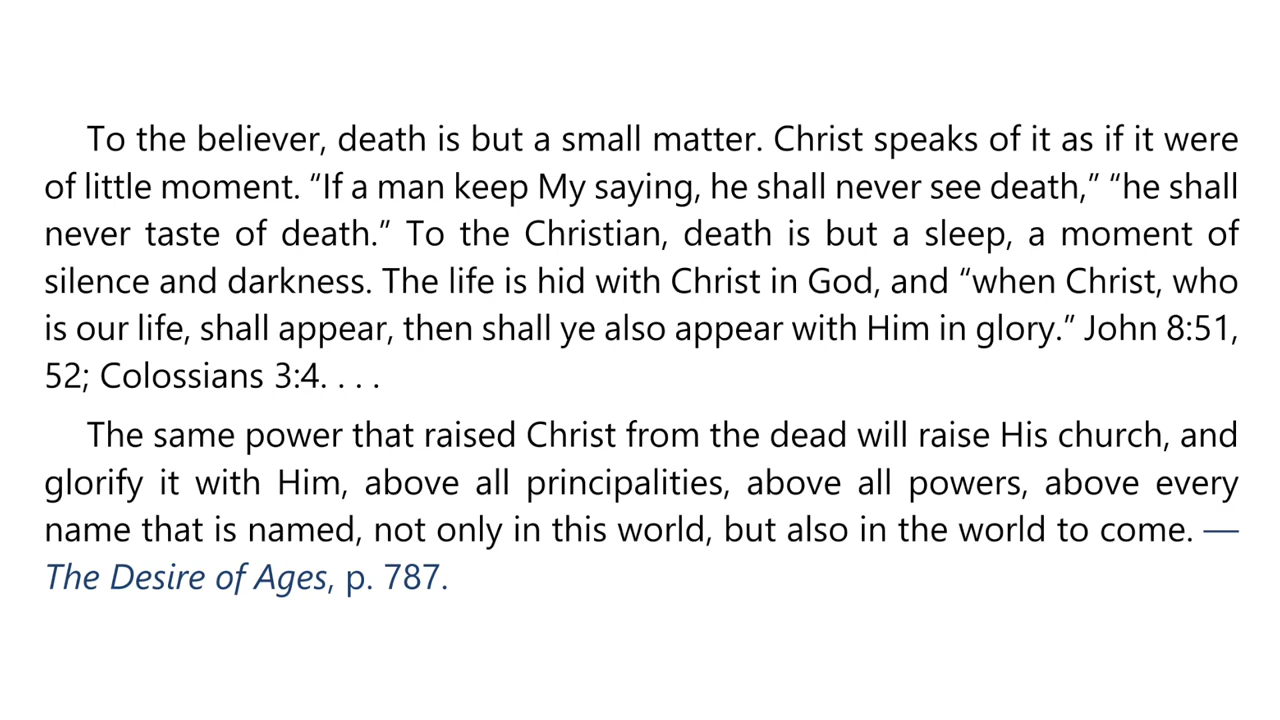 To the believer, death is but a small matter. Christ speaks of it as if it were
of little moment. “If a man keep My saying, he shall never see death,” “he shall
never taste of death.” To the Christian, death is but a sleep, a moment of
silence and darkness. The life is hid with Christ in God, and “when Christ, who
is our life, shall appear, then shall ye also appear with Him in glory.” John 8:51,
52; Colossians 3:4. . . .
The same power that raised Christ from the dead will raise His church, and
glorify it with Him, above all principalities, above all powers, above every
name that is named, not only in this world, but also in the world to come. —
The Desire of Ages, p. 787.